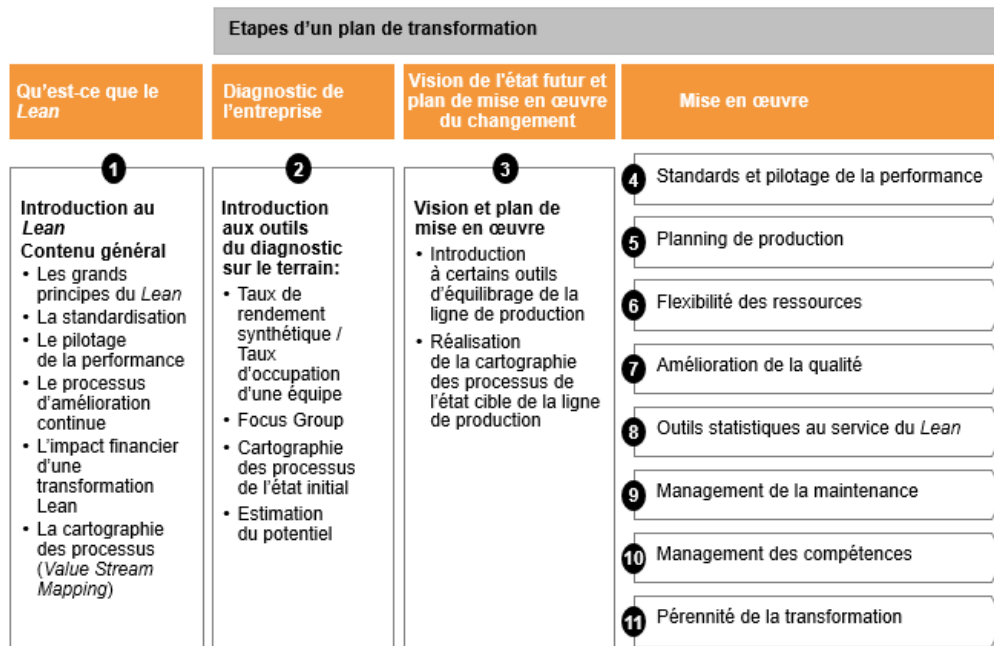 Etapes d'un plan de transformation
Qu'est-ce que le
Lean
Diagnostic de
l'entreprise
Vision de l'état futur et
plan de mise en œuvre
du changement
Mise en œuvre
1
Introduction au
Lean
Contenu général
• Les grands
principes du Lean
• La standardisation
• Le pilotage
de la performance
• Le processus
d'amélioration
continue
• L'impact financier
d'une
transformation
Lean
• La cartographie
des processus
(Value Stream
Mapping)
2
Introduction
aux outils
du diagnostic
sur le terrain:
• Taux de
rendement
synthétique /
Taux
d'occupation
d'une équipe
• Focus Group
• Cartographie
des processus
de l'état initial
• Estimation
du potentiel
3
Vision et plan de
mise en œuvre
• Introduction
à certains outils
d'équilibrage de la
ligne de production
• Réalisation
de la cartographie
des processus de
l'état cible de la ligne
de production
4 Standards et pilotage de la performance
5 Planning de production
6 Flexibilité des ressources
7 Amélioration de la qualité
8 Outils statistiques au service du Lean
9 Management de la maintenance
10 Management des compétences
11 Pérennité de la transformation